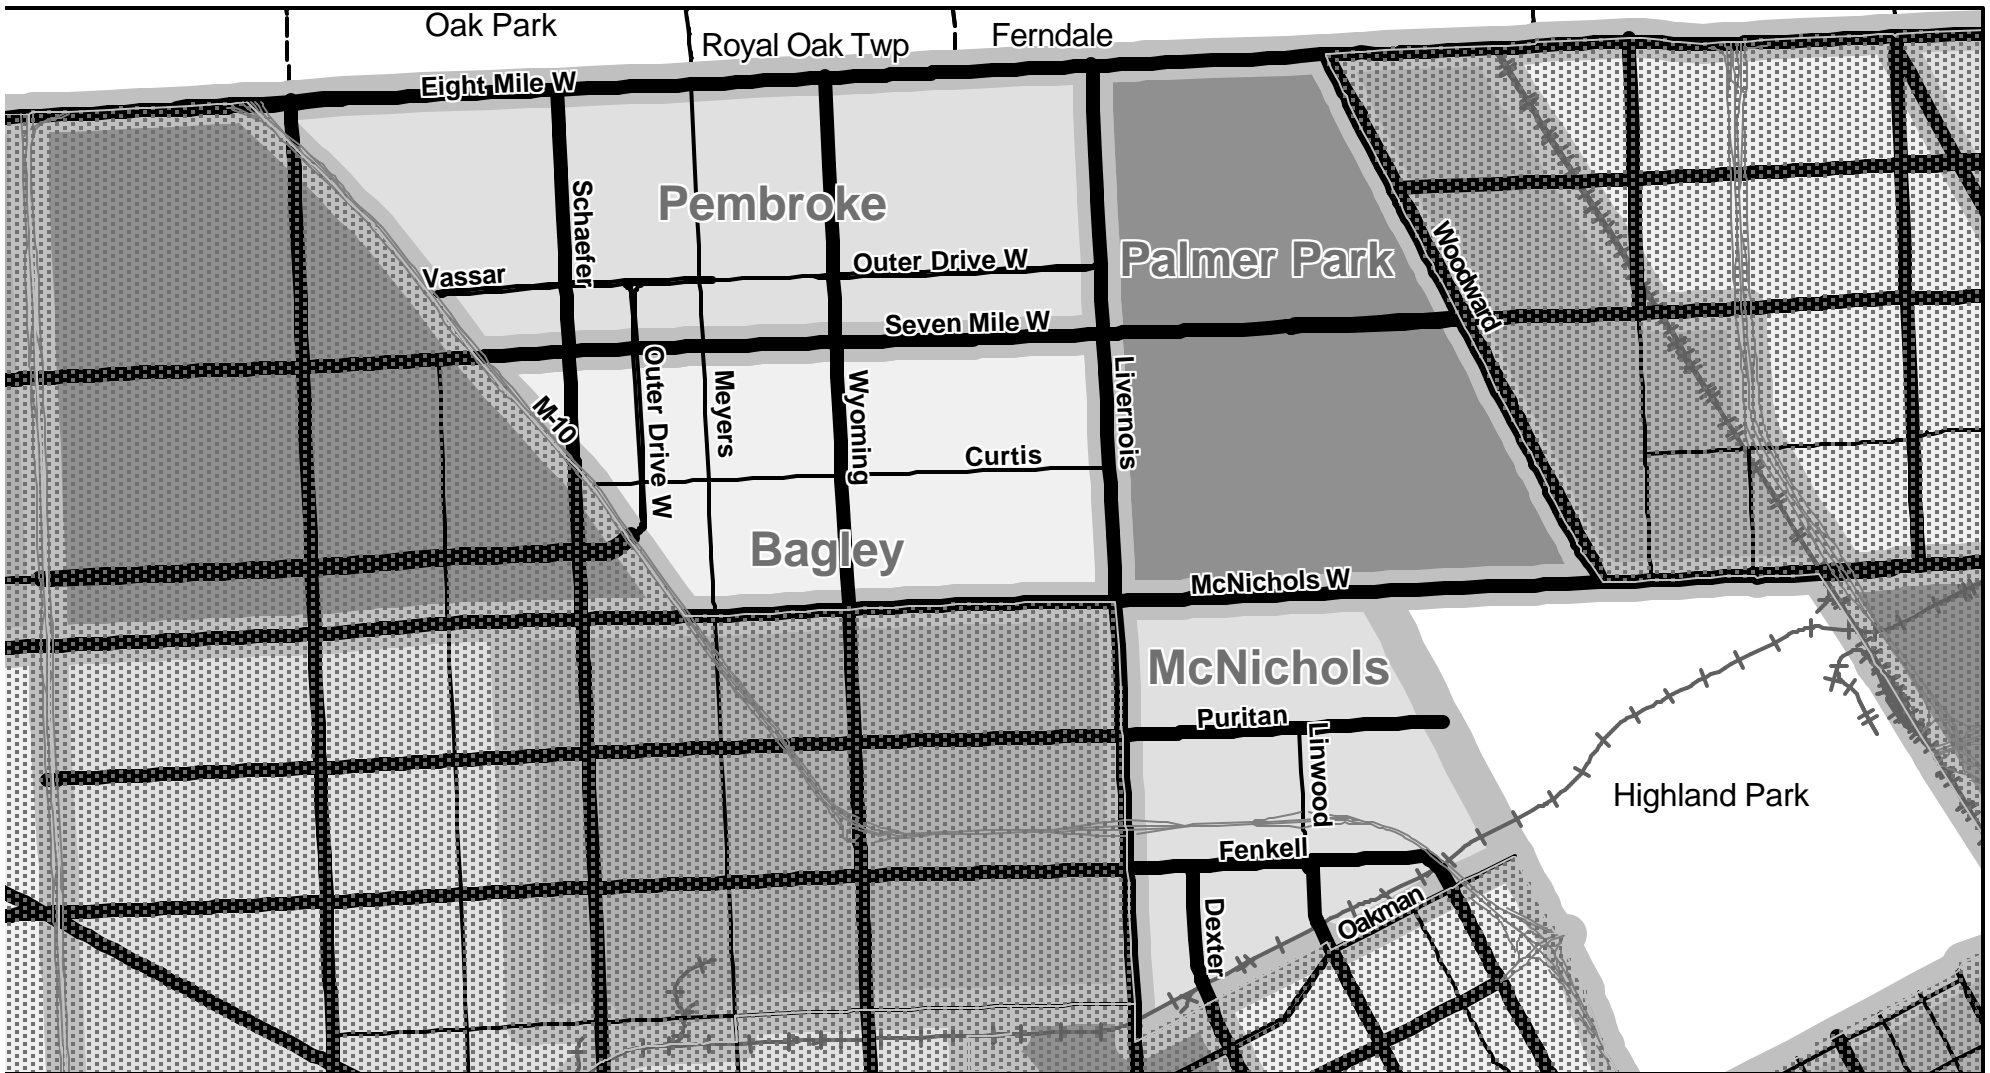 Oak Park
Royal Oak Twp
Ferndale
Eight Mile W
Schaefer
Pembroke
Vassar
Outer Drive W
Palmer Park
Woodward
Seven Mile W
M-10
Outer Drive W
Meyers
Wyoming
Livernois
Curtis
Bagley
McNichols W
McNichols
Puritan
Linwood
Highland Park
Fenkell
Dexter
Oakman